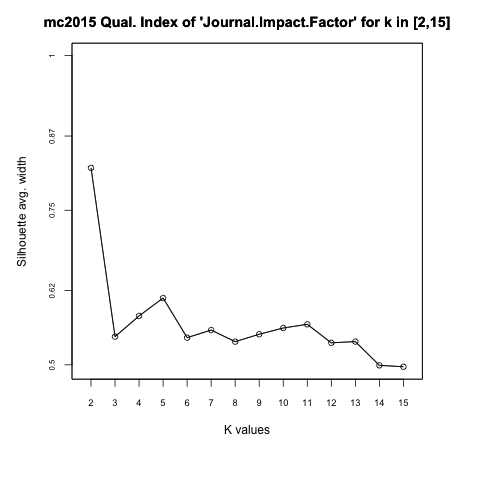 mc2015 Qual. Index of 'Journal.Impact.Factor' for k in [2,15]
Silhouette avg. width
1
0.87
0.75
0.62
0.5
2 3 4 5 6 7 8 9 10 11 12 13 14 15
K values